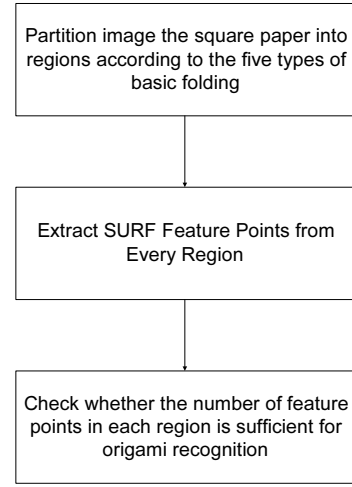 Partition image the square paper into
regions according to the five types of
basic folding
Extract SURF Feature Points from
Every Region
Check whether the number of feature
points in each region is sufficient for
origami recognition